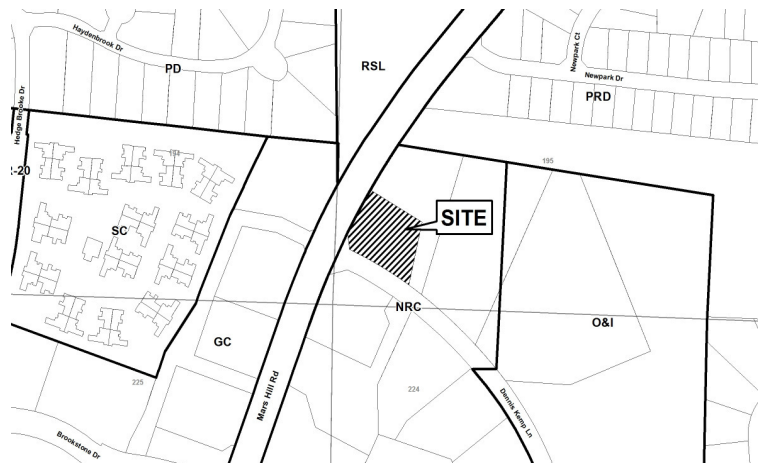 Haydenbrook Dr
PD
RSL
Newpark Ct
Newpark Dr
PRD
Hedge Brooke Dr
195
-20
SITE
SC
NRC
O&I
GC
Mars Hill Rd
225
224
Dennis Kemp Ln
Brookstone Dr